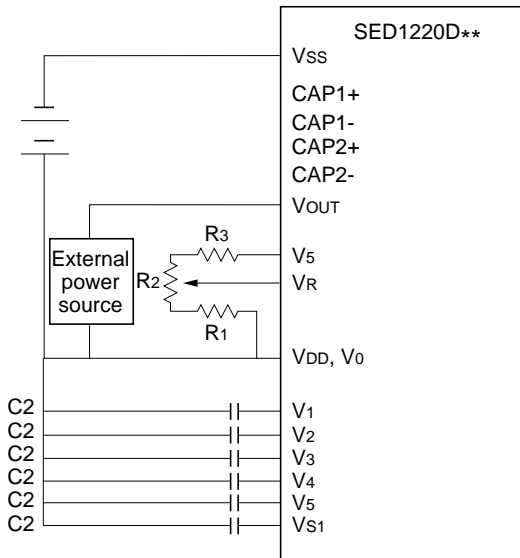 SED1220D**
VSS
CAP1+
CAP1-
CAP2+
CAP2-
VOUT
External
power
source
R3
V5
R2
VR
R1
VDD, V0
C2
V1
C2
V2
C2
V3
C2
V4
C2
V5
C2
VS1